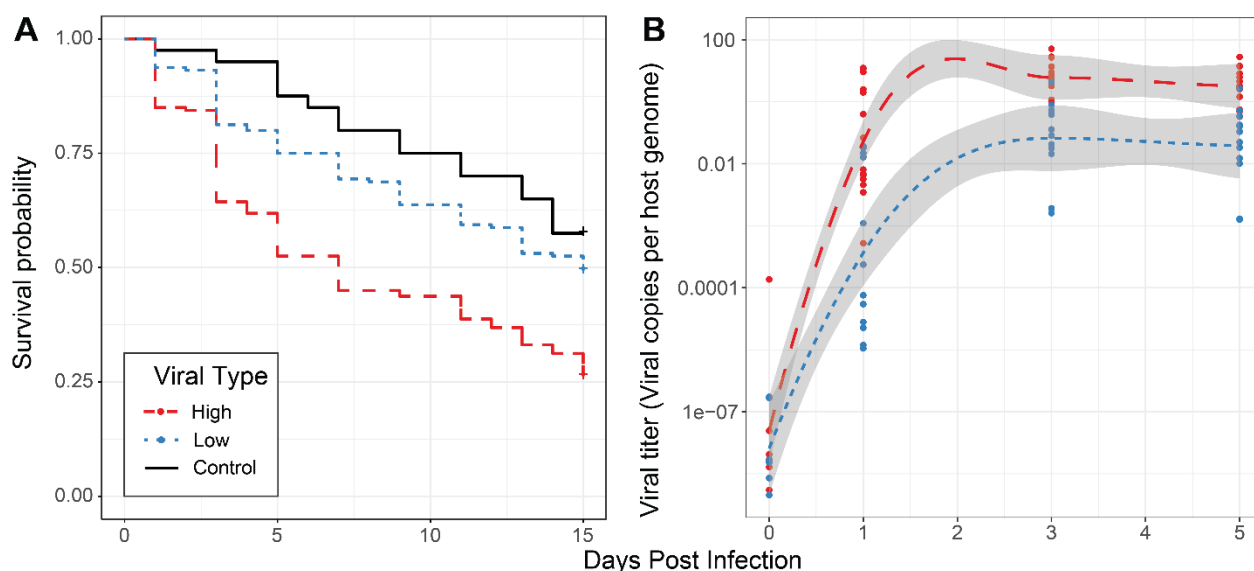 A
Survival probability
1.00
0.75
0.50
0.25
0.00
Viral Type
High
Low
Control
0
5
10
15
B
Viral titer (Viral copies per host genome)
100
0.01
0.0001
1e-07
0
1
2
3
4
5
Days Post Infection